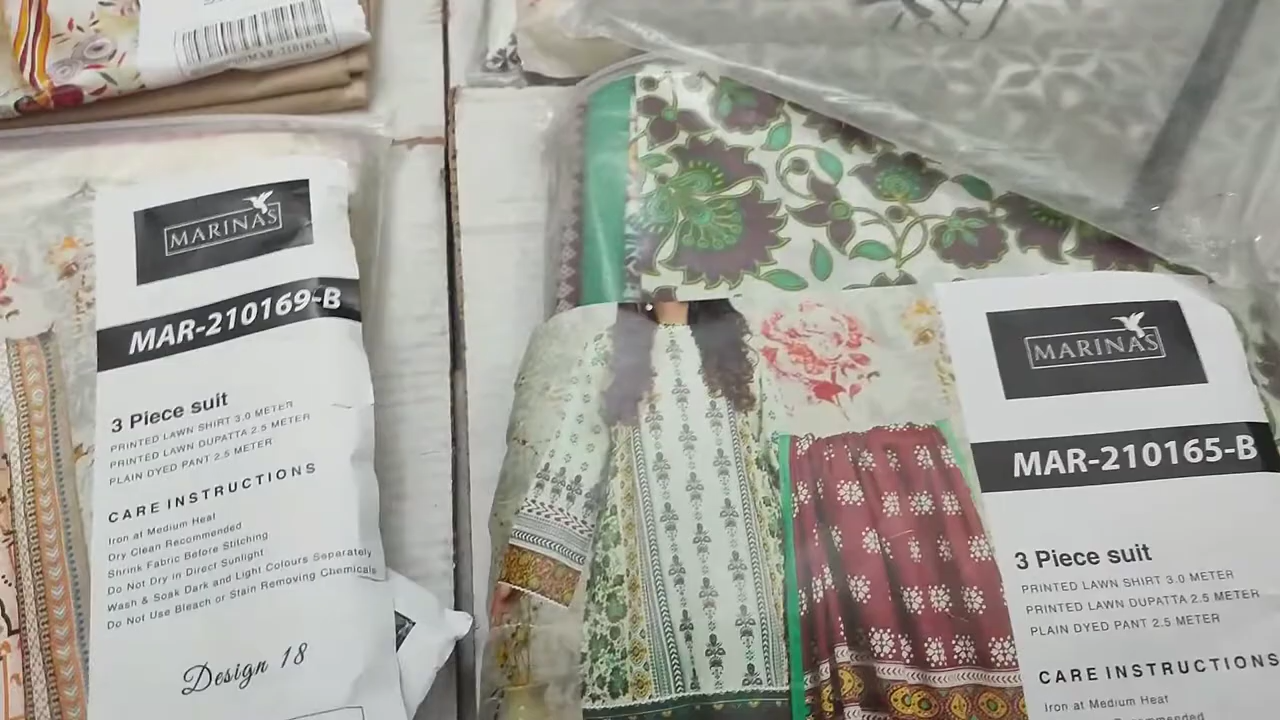 MARINAS
MAR-210169-B
3 Piece suit
PRINTED LAWN SHIRT 3.0 METER
PRINTED LAWN DUPATTA 2.5 METER
PLAIN DYED PANT 2.5 METER
CARE INSTRUCTIONS
Iron at Medium Heat
Dry Clean Recommended
Shrink Fabric Before Stitching
Do Not Dry in Direct Sunlight
Wash & Soak Dark and Light Colours Separately
Do Not Use Bleach or Stain Removing Chemicals
Design 18
MARINAS
MAR-210165-B
3 Piece suit
PRINTED LAWN SHIRT 3.0 METER
PRINTED LAWN DUPATTA 2.5 METER
PLAIN DYED PANT 2.5 METER
CARE INSTRUCTIONS
Iron at Medium Heat
Recommended